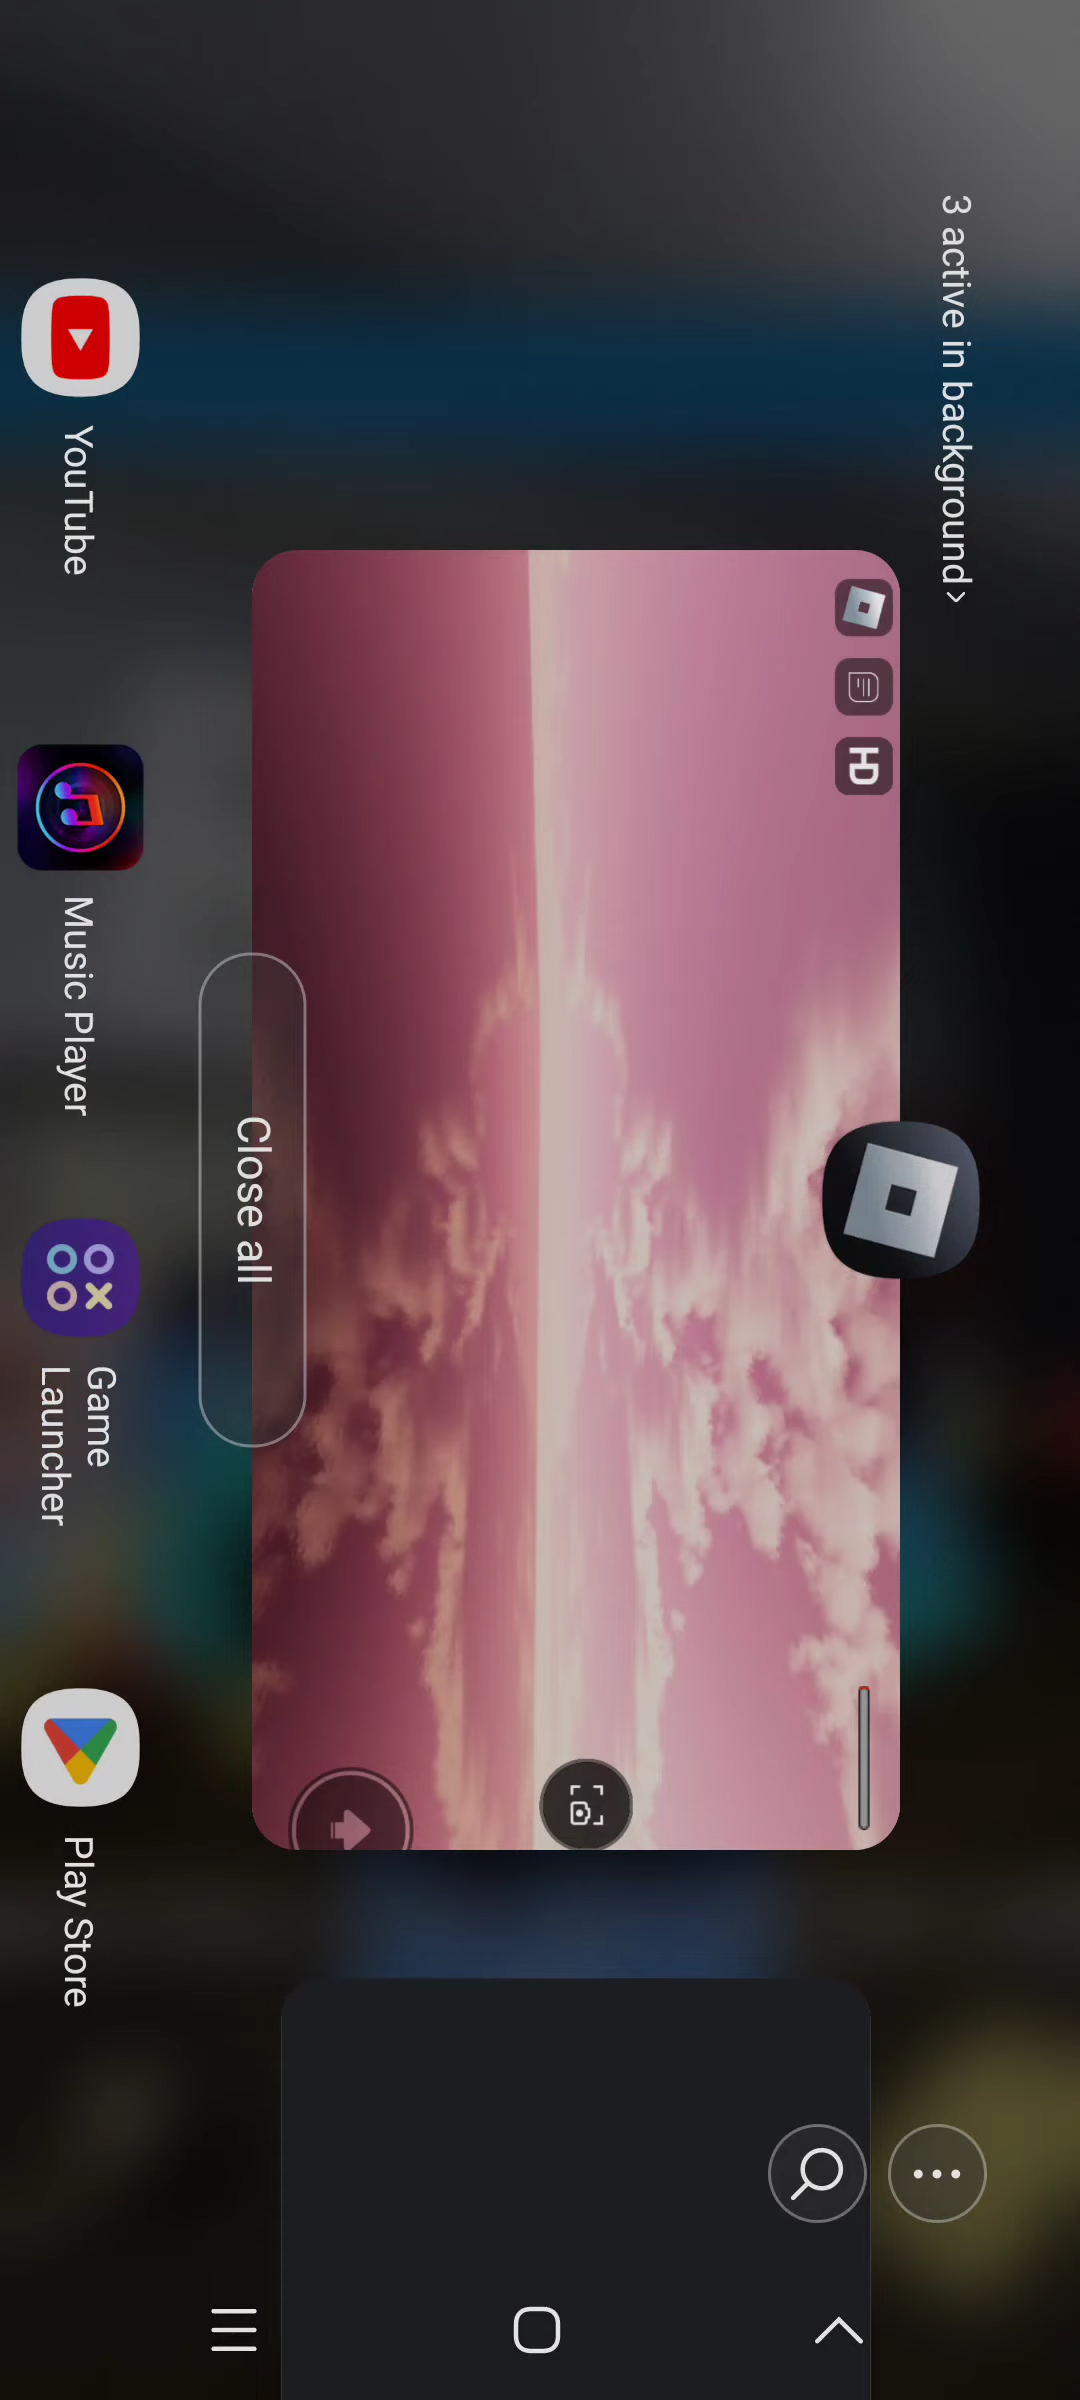 3 active in background >
HD
Close all
YouTube
Music Player
Game
Launcher
Play Store